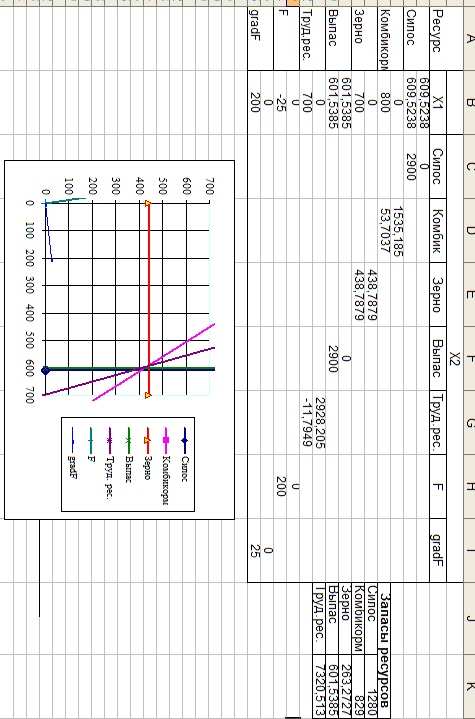 A B C D E F G H I J K
X2
Ресурс X1 Силос Комбик Зерно Выпас Труд.рес. F gradF
609,5238 0
Силос 609,5238 2900
0 1535,185
Комбикорм 800 53,7037 Запасы ресурсов
0 438,7879 Силос 1280
Зерно 700 438,7879 Комбикорм 829
601,5385 0 Зерно 263,2727
Выпас 601,5385 2900 Выпас 601,5385
0 2928,205 Труд.рес. 7320,513
Труд.рес. 700 -11,7949
0 0
F -25 200
0 0
gradF 200 25
700
600
500
400
300
200
100
0
0 100 200 300 400 500 600 700
Силос
Комбикорм
Зерно
Выпас
Труд. рес.
F
gradF